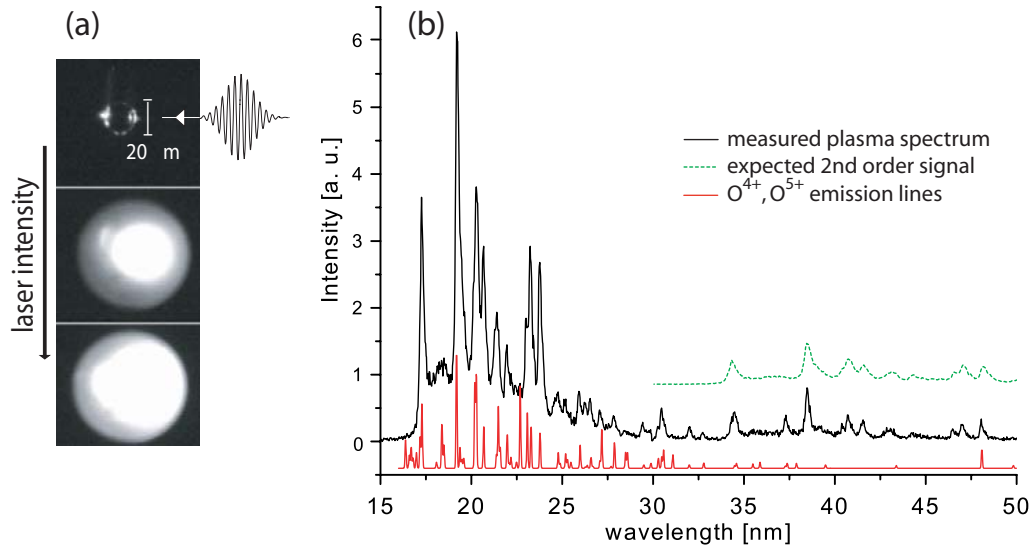 (a)
20 m
laser intensity
(b)
Intensity [a. u.]
6
5
4
3
2
1
0
measured plasma spectrum
expected 2nd order signal
O4+, O5+ emission lines
15 20 25 30 35 40 45 50
wavelength [nm]